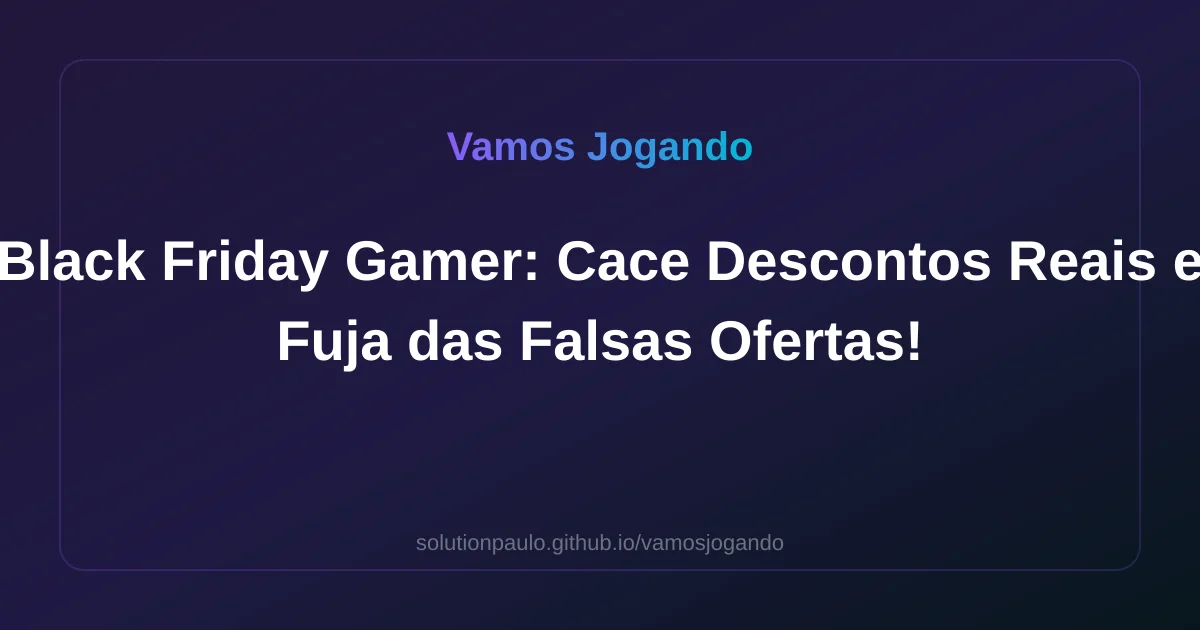 Vamos Jogando
Black Friday Gamer: Cace Descontos Reais e
Fuja das Falsas Ofertas!
solutionpaulo.github.io/vamosjogando